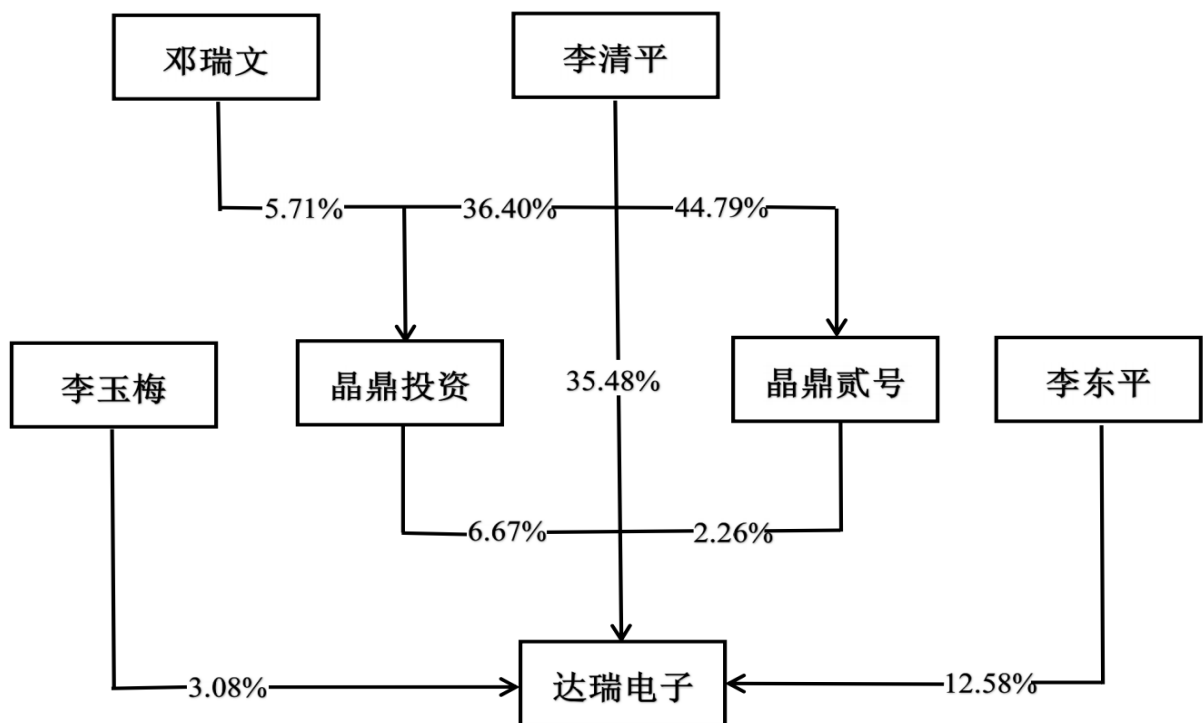 邓瑞文
李清平
5.71%
36.40%
44.79%
李玉梅
晶鼎投资
35.48%
晶鼎贰号
李东平
6.67%
2.26%
3.08%
达瑞电子
12.58%